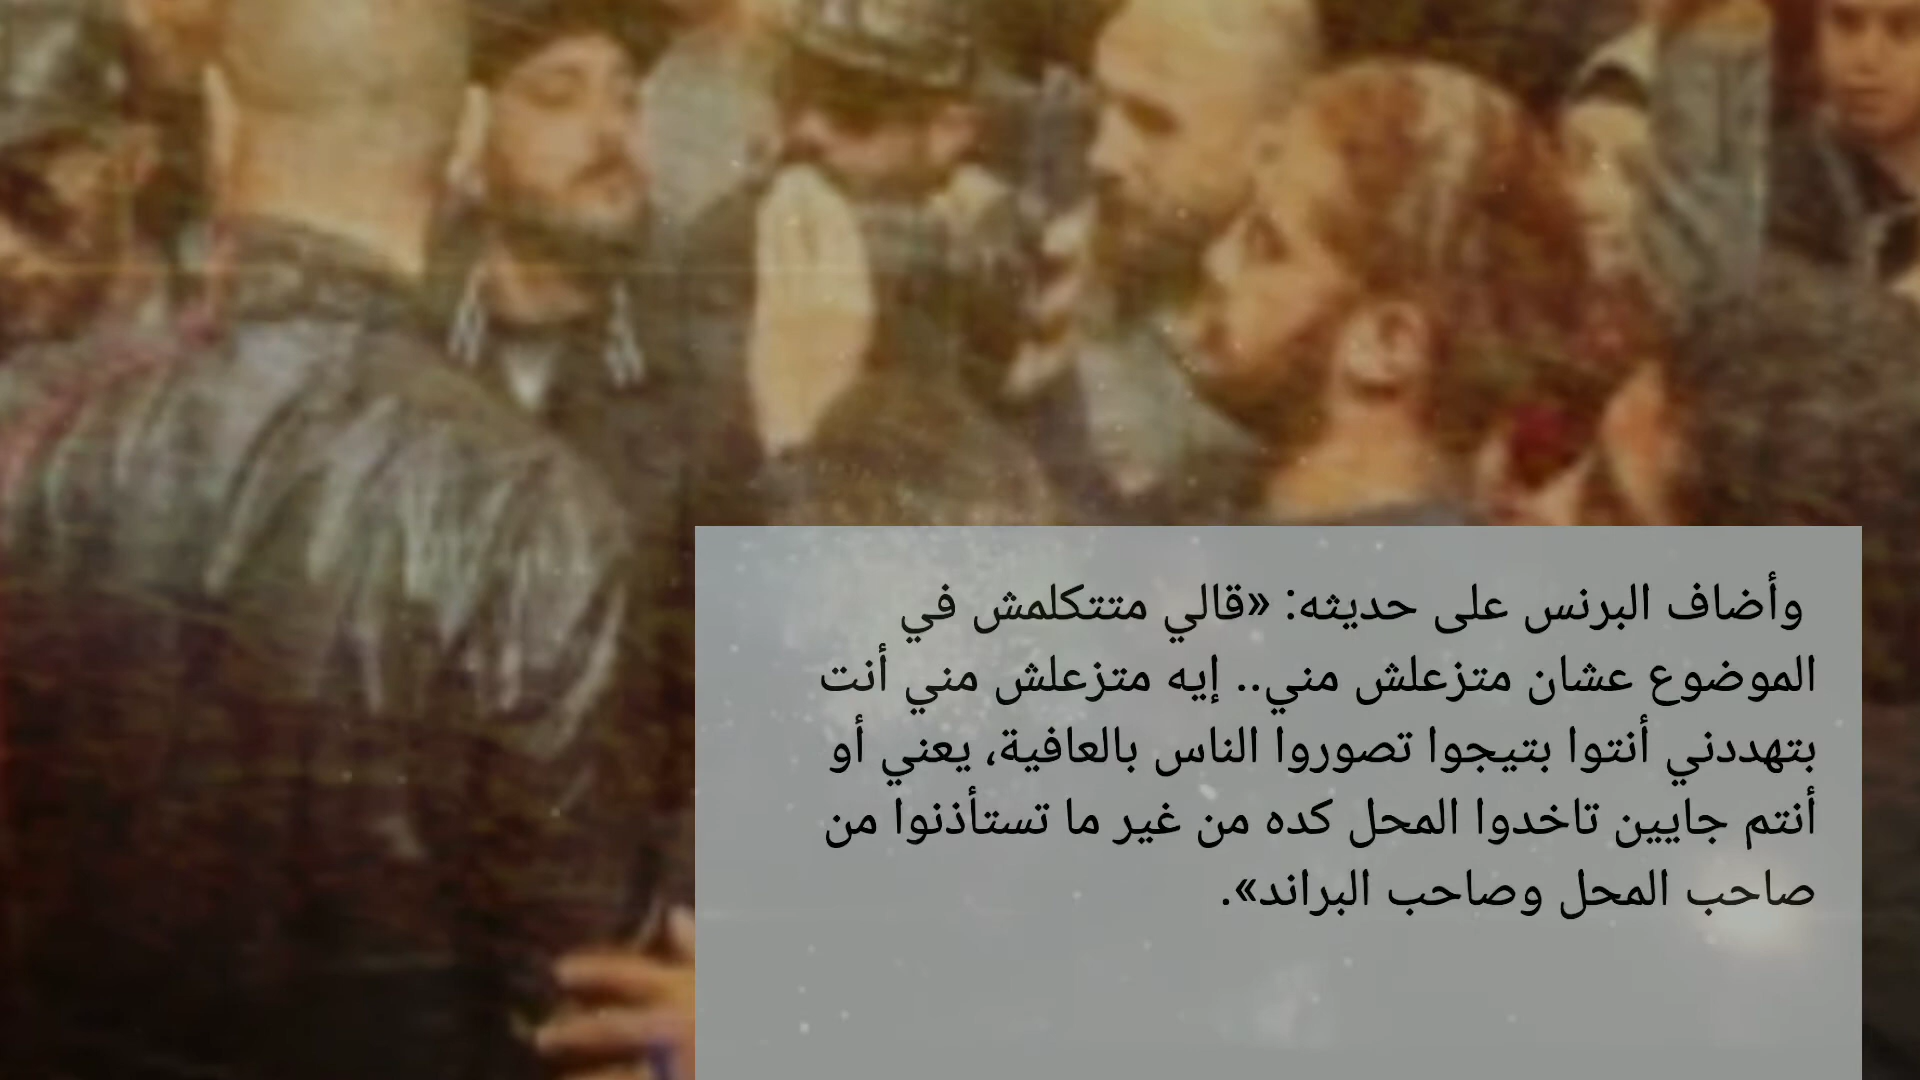 وأضاف البرنس على حديثه: «قالي متتكلمش في
الموضوع عشان متزعلش مني.. إيه متزعلش مني أنت
بتهددني أنتوا بتيجوا تصوروا الناس بالعافية، يعني أو
أنتم جايين تاخدوا المحل كده من غير ما تستأذنوا من
صاحب المحل وصاحب البراند».